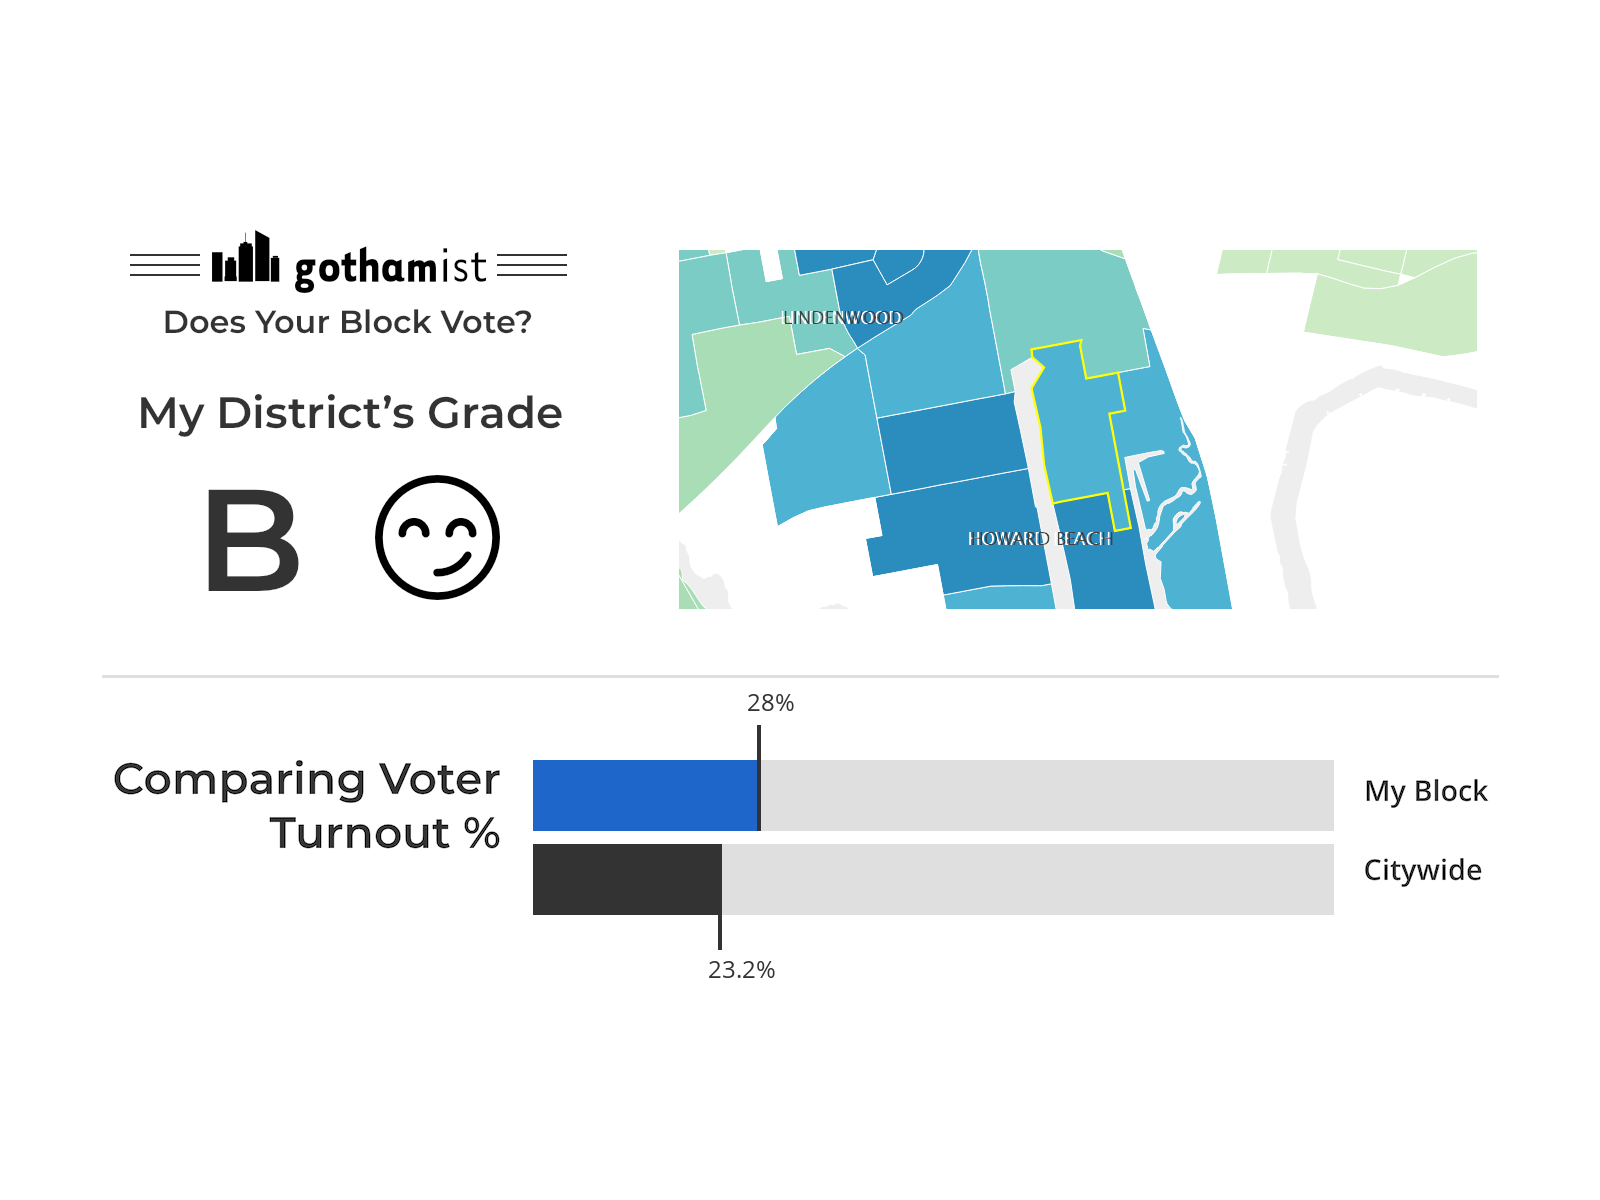 gothamist
Does Your Block Vote?
My District’s Grade
B
LINDENWOOD
HOWARD BEACH
28%
Comparing Voter
Turnout %
My Block
Citywide
23.2%